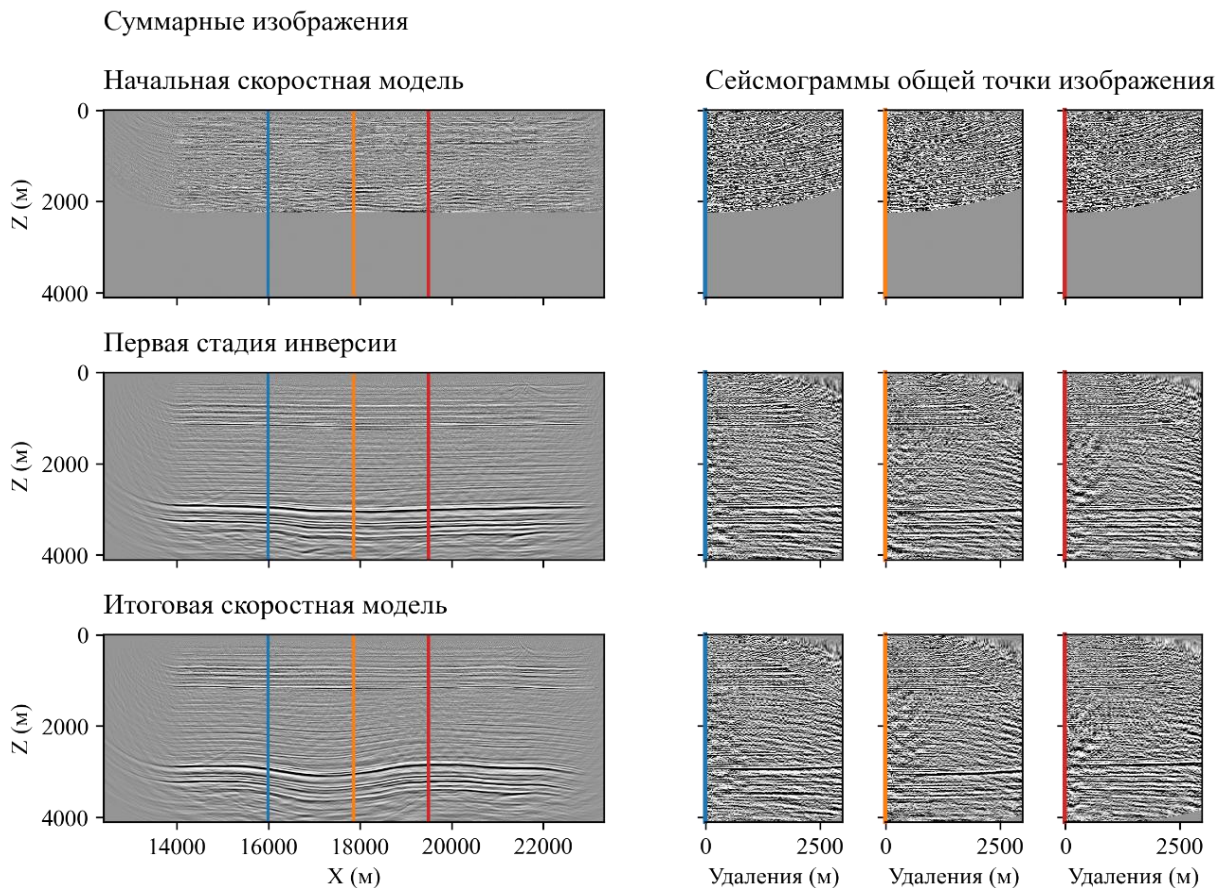 Суммарные изображения
Начальная скоростная модель
Сейсмограммы общей точки изображения
0
2000
4000
Z (м)
Первая стадия инверсии
0
2000
4000
Z (м)
Итоговая скоростная модель
0
2000
4000
Z (м)
14000 16000 18000 20000 22000
X (м)
0 2500
Удаления (м)
0 2500
Удаления (м)
0 2500
Удаления (м)